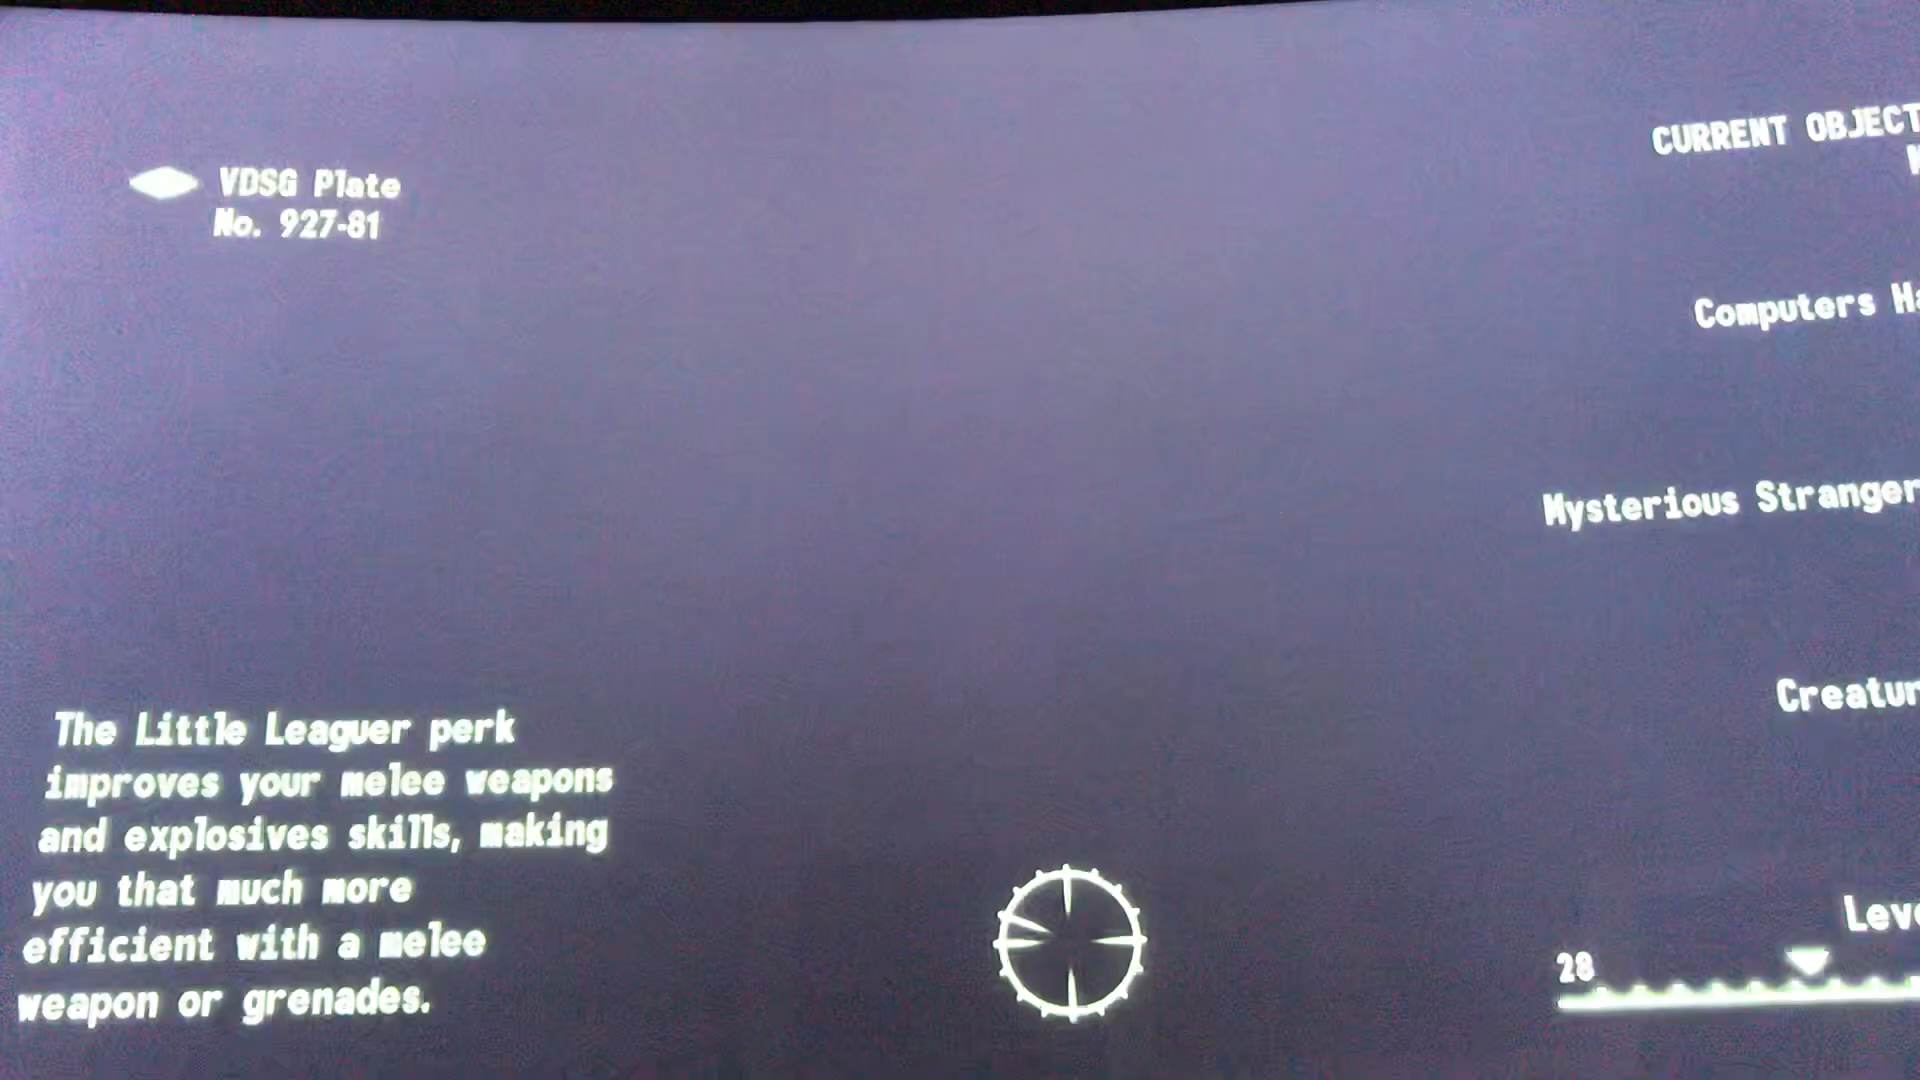 VDSG Plate
No. 927-81
CURRENT
Computers
Mysterious Stranger
28
The Little Leaguer perk
improves your melee weapons
and explosives skills, making
you that much more
efficient with a melee
weapon or grenades.